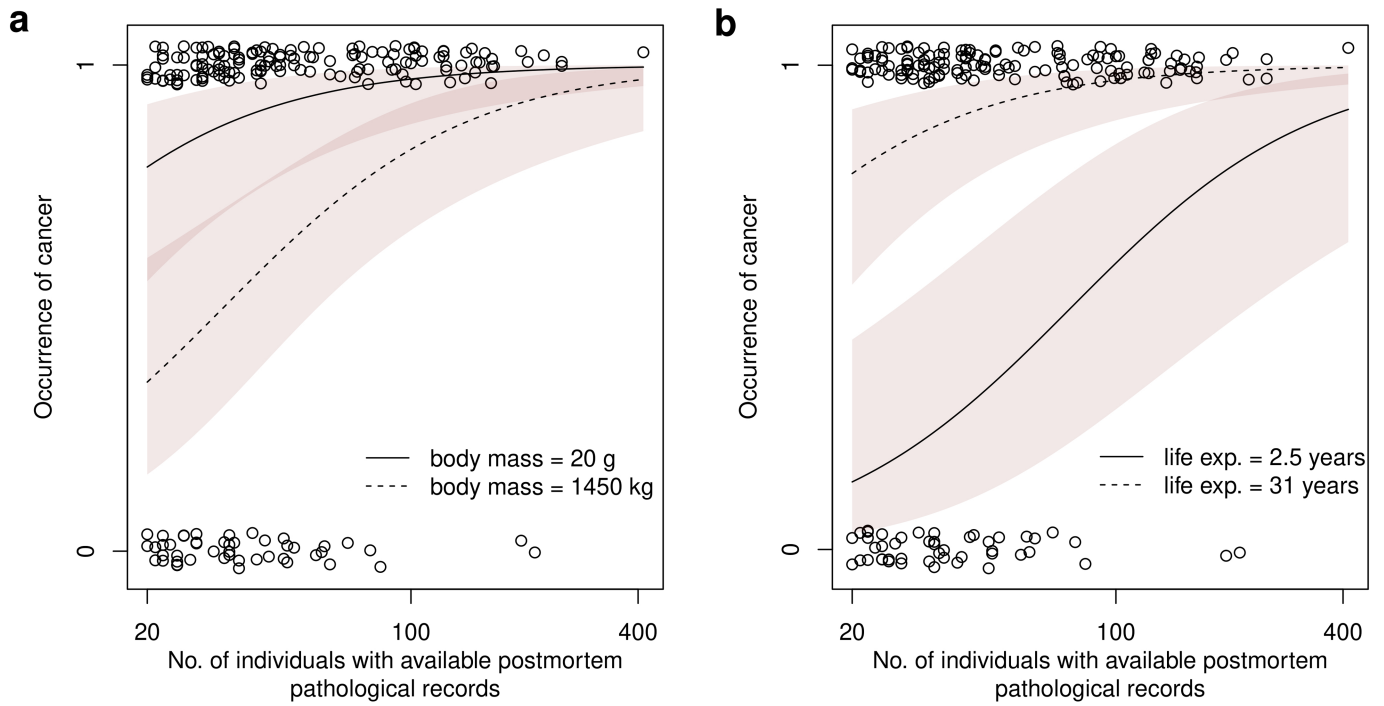 a
1
0
Occurrence of cancer
body mass = 20 g
body mass = 1450 kg
20
100
400
No. of individuals with available postmortem
pathological records
b
1
0
Occurrence of cancer
life exp. = 2.5 years
life exp. = 31 years
20
100
400
No. of individuals with available postmortem
pathological records